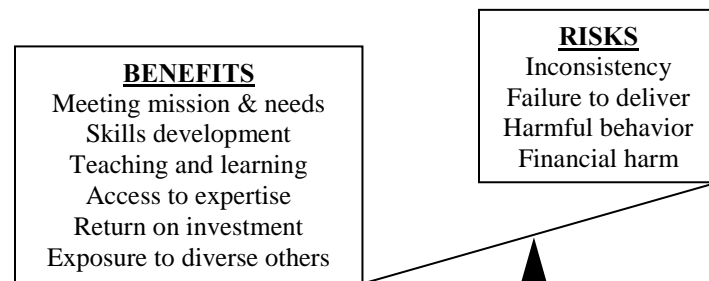 BENEFITS
Meeting mission & needs
Skills development
Teaching and learning
Access to expertise
Return on investment
Exposure to diverse others
RISKS
Inconsistency
Failure to deliver
Harmful behavior
Financial harm